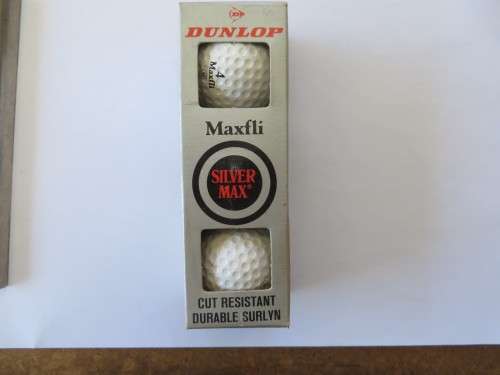 DUNLOP
4
Maxfli
Maxfli
SILVER
MAX®
CUT RESISTANT
DURABLE SURLYN